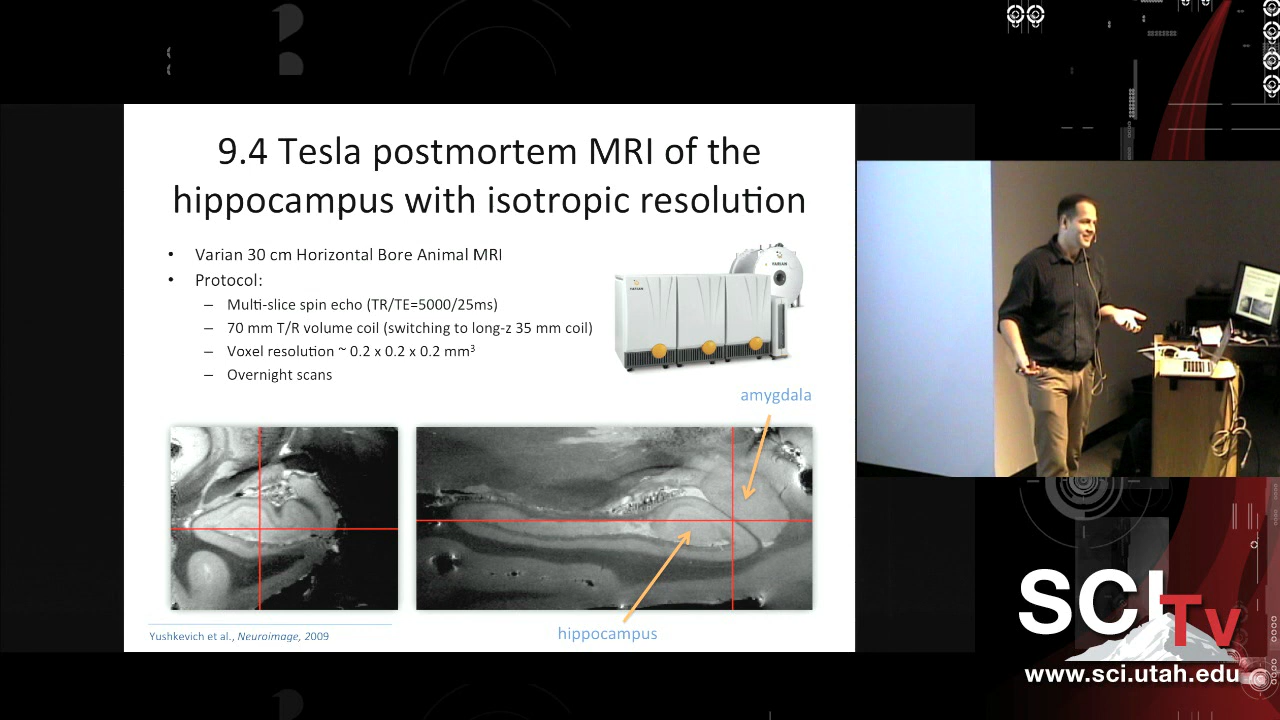 9.4 Tesla postmortem MRI of the
hippocampus with isotropic resolution
• Varian 30 cm Horizontal Bore Animal MRI
• Protocol:
– Multi-slice spin echo (TR/TE=5000/25ms)
– 70 mm T/R volume coil (switching to long-z 35 mm coil)
– Voxel resolution ~ 0.2 x 0.2 x 0.2 mm³
– Overnight scans
VARIAN
VARIAN
amygdala
hippocampus
Yushkevich et al., Neuroimage, 2009
SCI TV
www.sci.utah.edu